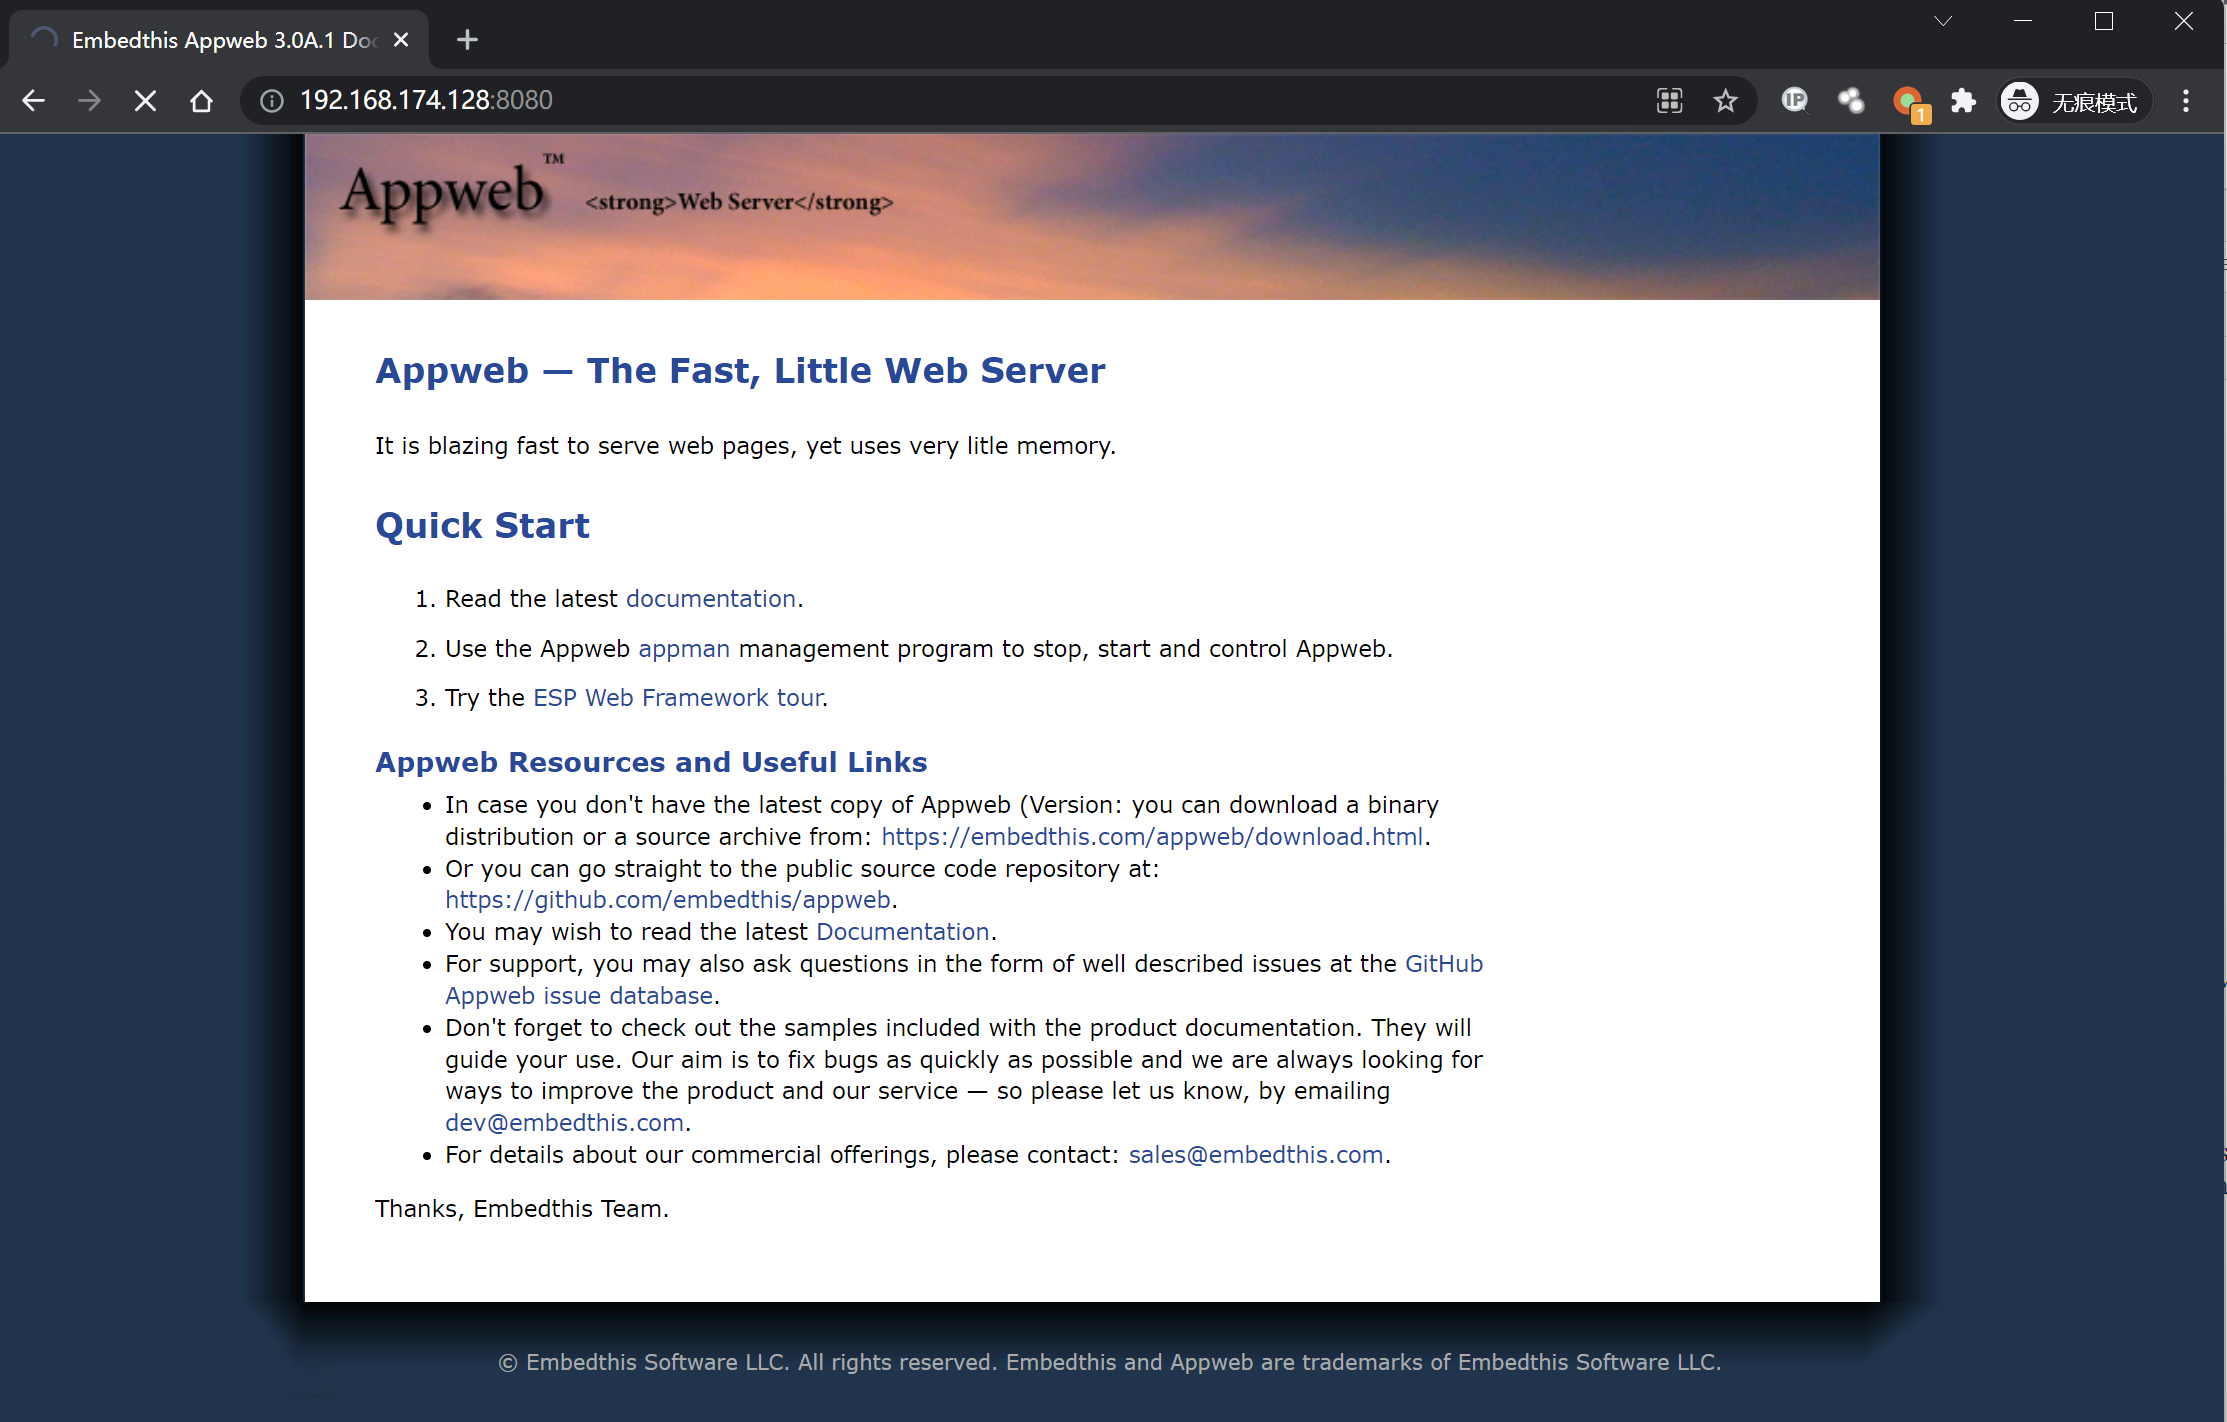 Embedthis Appweb 3.0A.1 Doc
192.168.174.128:8080
IP
1
无痕模式
Appweb™ <strong>Web Server</strong>
Appweb — The Fast, Little Web Server
It is blazing fast to serve web pages, yet uses very litle memory.
Quick Start
1. Read the latest documentation.
2. Use the Appweb appman management program to stop, start and control Appweb.
3. Try the ESP Web Framework tour.
Appweb Resources and Useful Links
• In case you don't have the latest copy of Appweb (Version: you can download a binary
distribution or a source archive from: https://embedthis.com/appweb/download.html.
• Or you can go straight to the public source code repository at:
https://github.com/embedthis/appweb.
• You may wish to read the latest Documentation.
• For support, you may also ask questions in the form of well described issues at the GitHub
Appweb issue database.
• Don't forget to check out the samples included with the product documentation. They will
guide your use. Our aim is to fix bugs as quickly as possible and we are always looking for
ways to improve the product and our service — so please let us know, by emailing
dev@embedthis.com.
• For details about our commercial offerings, please contact: sales@embedthis.com.
Thanks, Embedthis Team.
© Embedthis Software LLC. All rights reserved. Embedthis and Appweb are trademarks of Embedthis Software LLC.